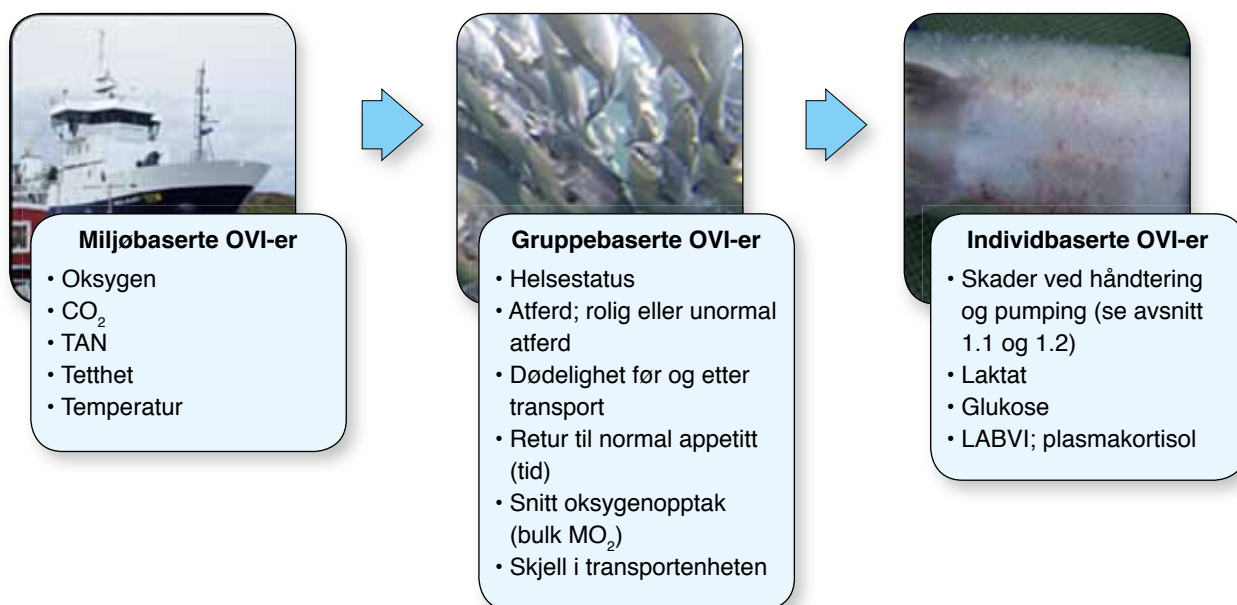 Miljøbaserte OVI-er
• Oksygen
• CO₂
• TAN
• Tetthet
• Temperatur
Gruppebaserte OVI-er
• Helsestatus
• Atferd; rolig eller unormal
atferd
• Dødelighet før og etter
transport
• Retur til normal appetitt
(tid)
• Snitt oksygenopptak
(bulk MO₂)
• Skjell i transportenheten
Individbaserte OVI-er
• Skader ved håndtering
og pumping (se avsnitt
1.1 og 1.2)
• Laktat
• Glukose
• LABVI; plasmakortisol